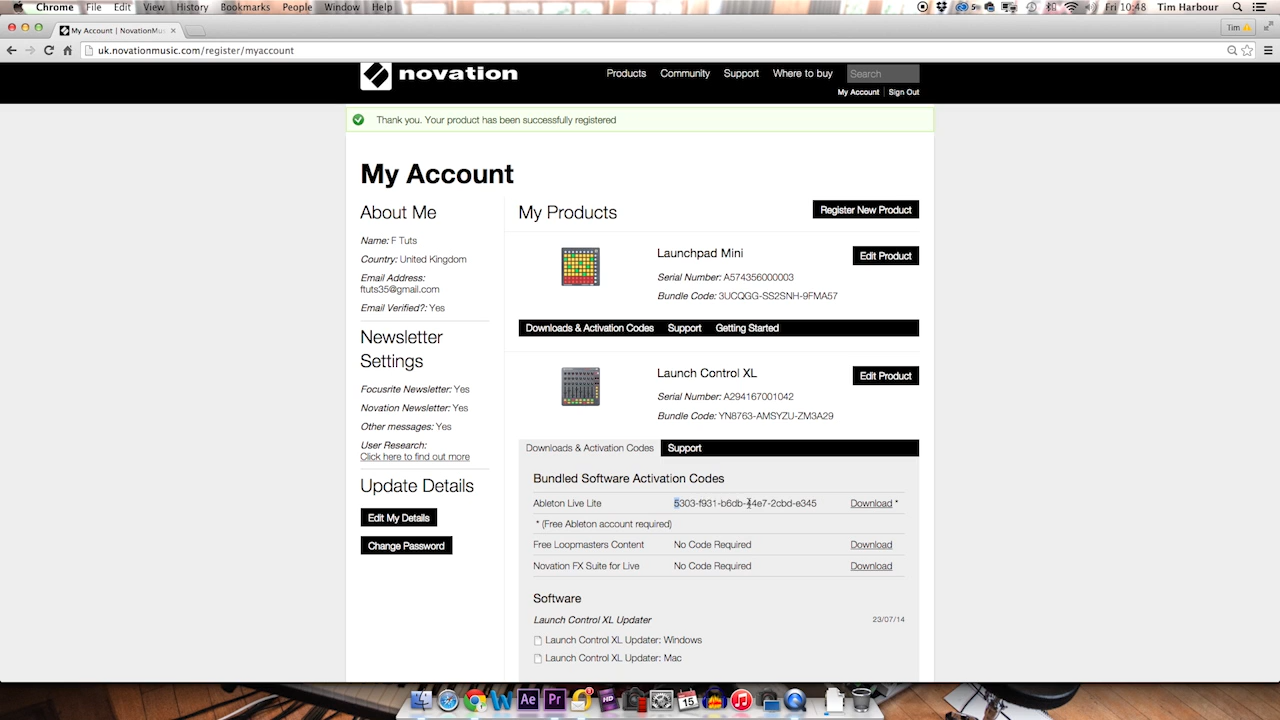 Chrome File Edit View History Bookmarks People Window Help
5 Fri 10:48 Tim Harbour
My Account | NovationMus
Tim
uk.novationmusic.com/register/myaccount
novation
Products Community Support Where to buy Search
My Account Sign Out
Thank you. Your product has been successfully registered
My Account
About Me
Name: F Tuts
Country: United Kingdom
Email Address:
ftuts35@gmail.com
Email Verified?: Yes
Newsletter
Settings
Focusrite Newsletter: Yes
Novation Newsletter: Yes
Other messages: Yes
User Research:
Click here to find out more
Update Details
Edit My Details
Change Password
My Products
Register New Product
Launchpad Mini
Edit Product
Serial Number: A574356000003
Bundle Code: 3UCQGG-SS2SNH-9FMA57
Downloads & Activation Codes Support Getting Started
Launch Control XL
Edit Product
Serial Number: A294167001042
Bundle Code: YN8763-AMSYZU-ZM3A29
Downloads & Activation Codes Support
Bundled Software Activation Codes
Ableton Live Lite Download *
* (Free Ableton account required)
Free Loopmasters Content No Code Required Download
Novation FX Suite for Live No Code Required Download
Software
Launch Control XL Updater 23/07/14
Launch Control XL Updater: Windows
Launch Control XL Updater: Mac
W Ae Pr HD 15